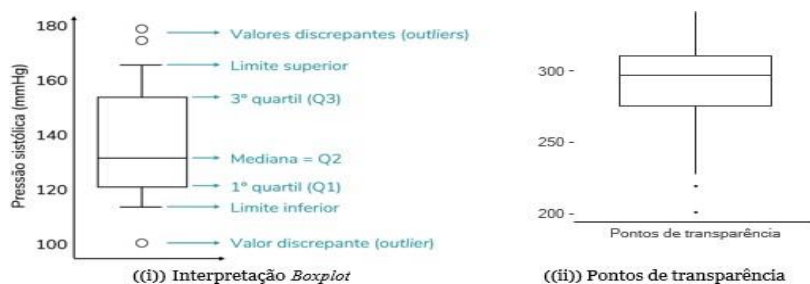 180
Valores discrepantes (outliers)
Limite superior
160
3º quartil (Q3)
140
Mediana = Q2
1º quartil (Q1)
120
Limite inferior
100
Valor discrepante (outlier)
Pressão sistólica (mmHg)
((i)) Interpretação Boxplot
300
250
200
Pontos de transparência
((ii)) Pontos de transparência